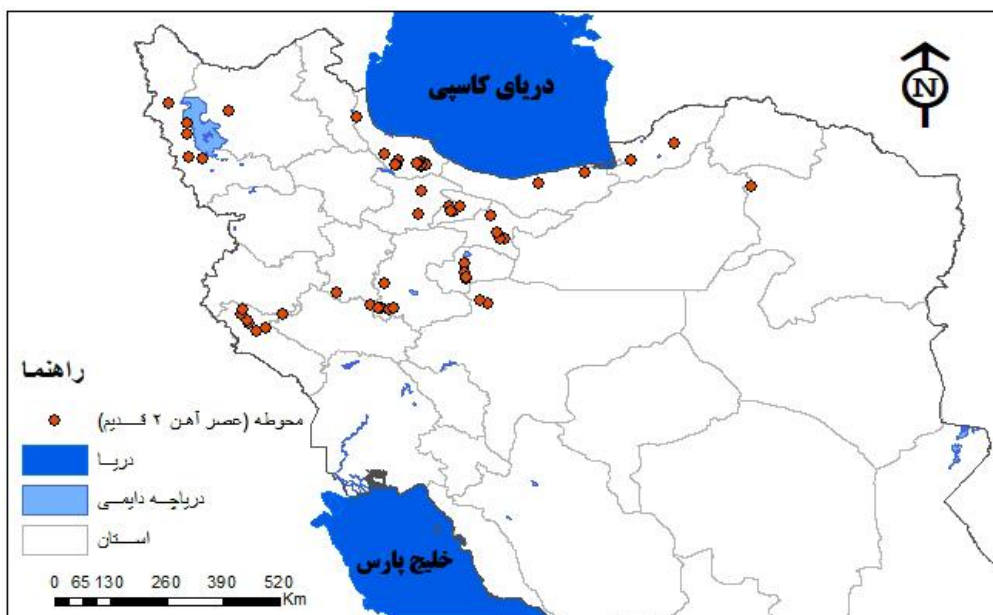 دریای کاسپی
N
راهنما
محوطه (عصر آهن ۲ قدیم)
دریا
دریاچه دایمی
استان
خلیج پارس
0 65 130 260 390 520
Km